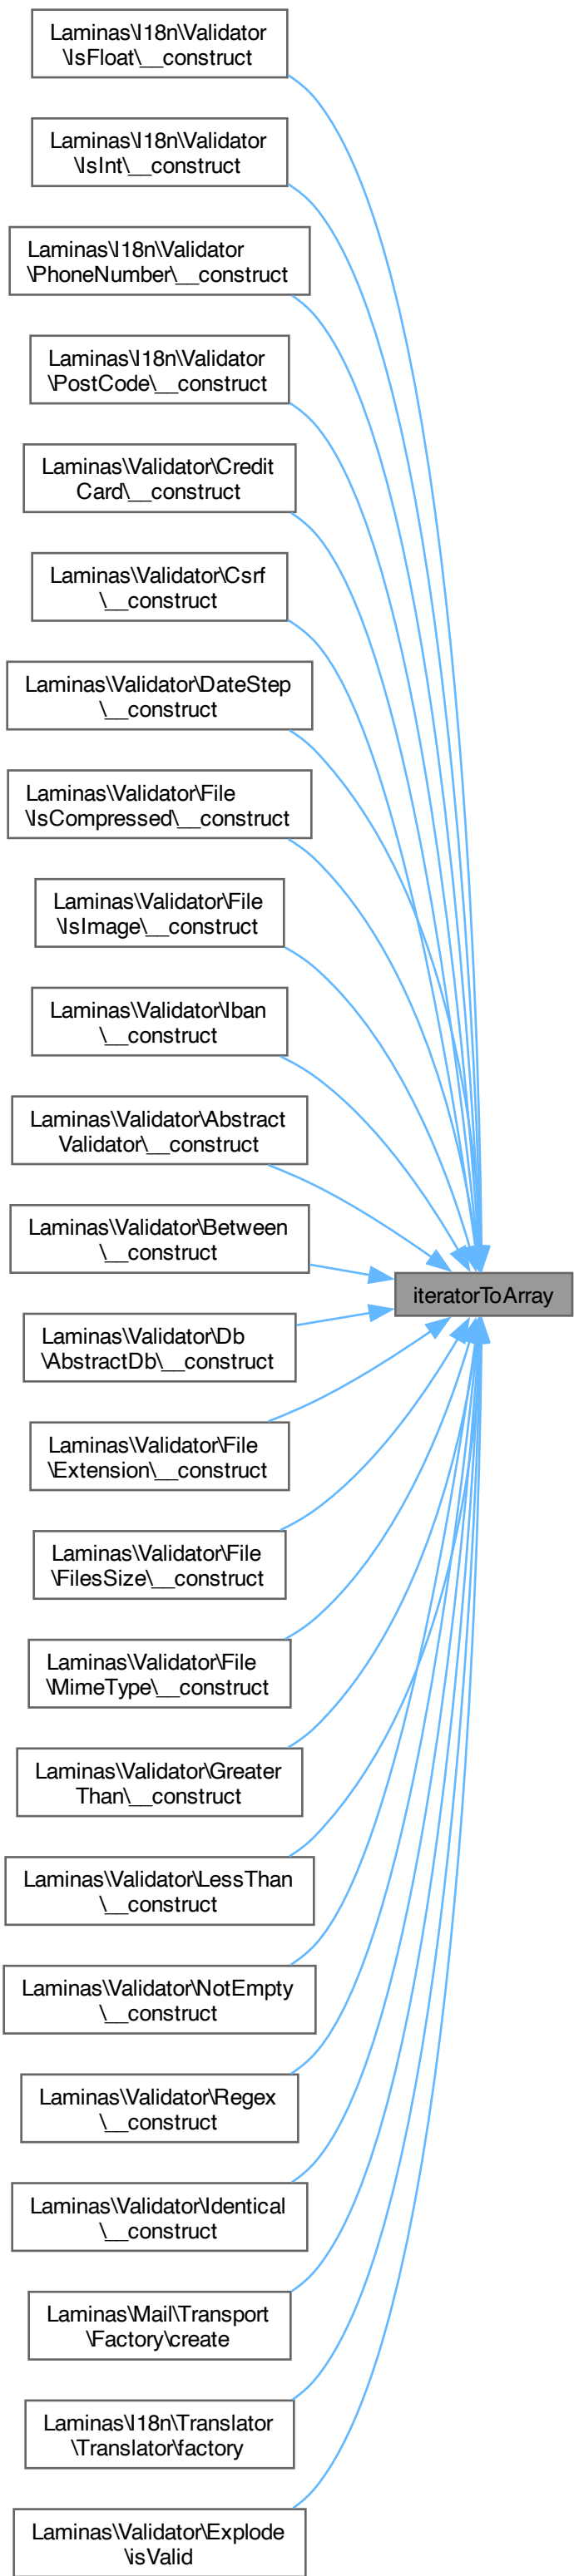 Laminas\I18n\Validator
\IsFloat\__construct
Laminas\I18n\Validator
\IsInt\__construct
Laminas\I18n\Validator
\PhoneNumber\__construct
Laminas\I18n\Validator
\PostCode\__construct
Laminas\Validator\Credit
Card\__construct
Laminas\Validator\Csrf
\__construct
Laminas\Validator\DateStep
\__construct
Laminas\Validator\File
\IsCompressed\__construct
Laminas\Validator\File
\IsImage\__construct
Laminas\Validator\Iban
\__construct
Laminas\Validator\Abstract
Validator\__construct
Laminas\Validator\Between
\__construct
iteratorToArray
Laminas\Validator\Db
\AbstractDb\__construct
Laminas\Validator\File
\Extension\__construct
Laminas\Validator\File
\FilesSize\__construct
Laminas\Validator\File
\MimeType\__construct
Laminas\Validator\Greater
Than\__construct
Laminas\Validator\LessThan
\__construct
Laminas\Validator\NotEmpty
\__construct
Laminas\Validator\Regex
\__construct
Laminas\Validator\Identical
\__construct
Laminas\Mail\Transport
\Factory\create
Laminas\I18n\Translator
\Translator\factory
Laminas\Validator\Explode
\isValid